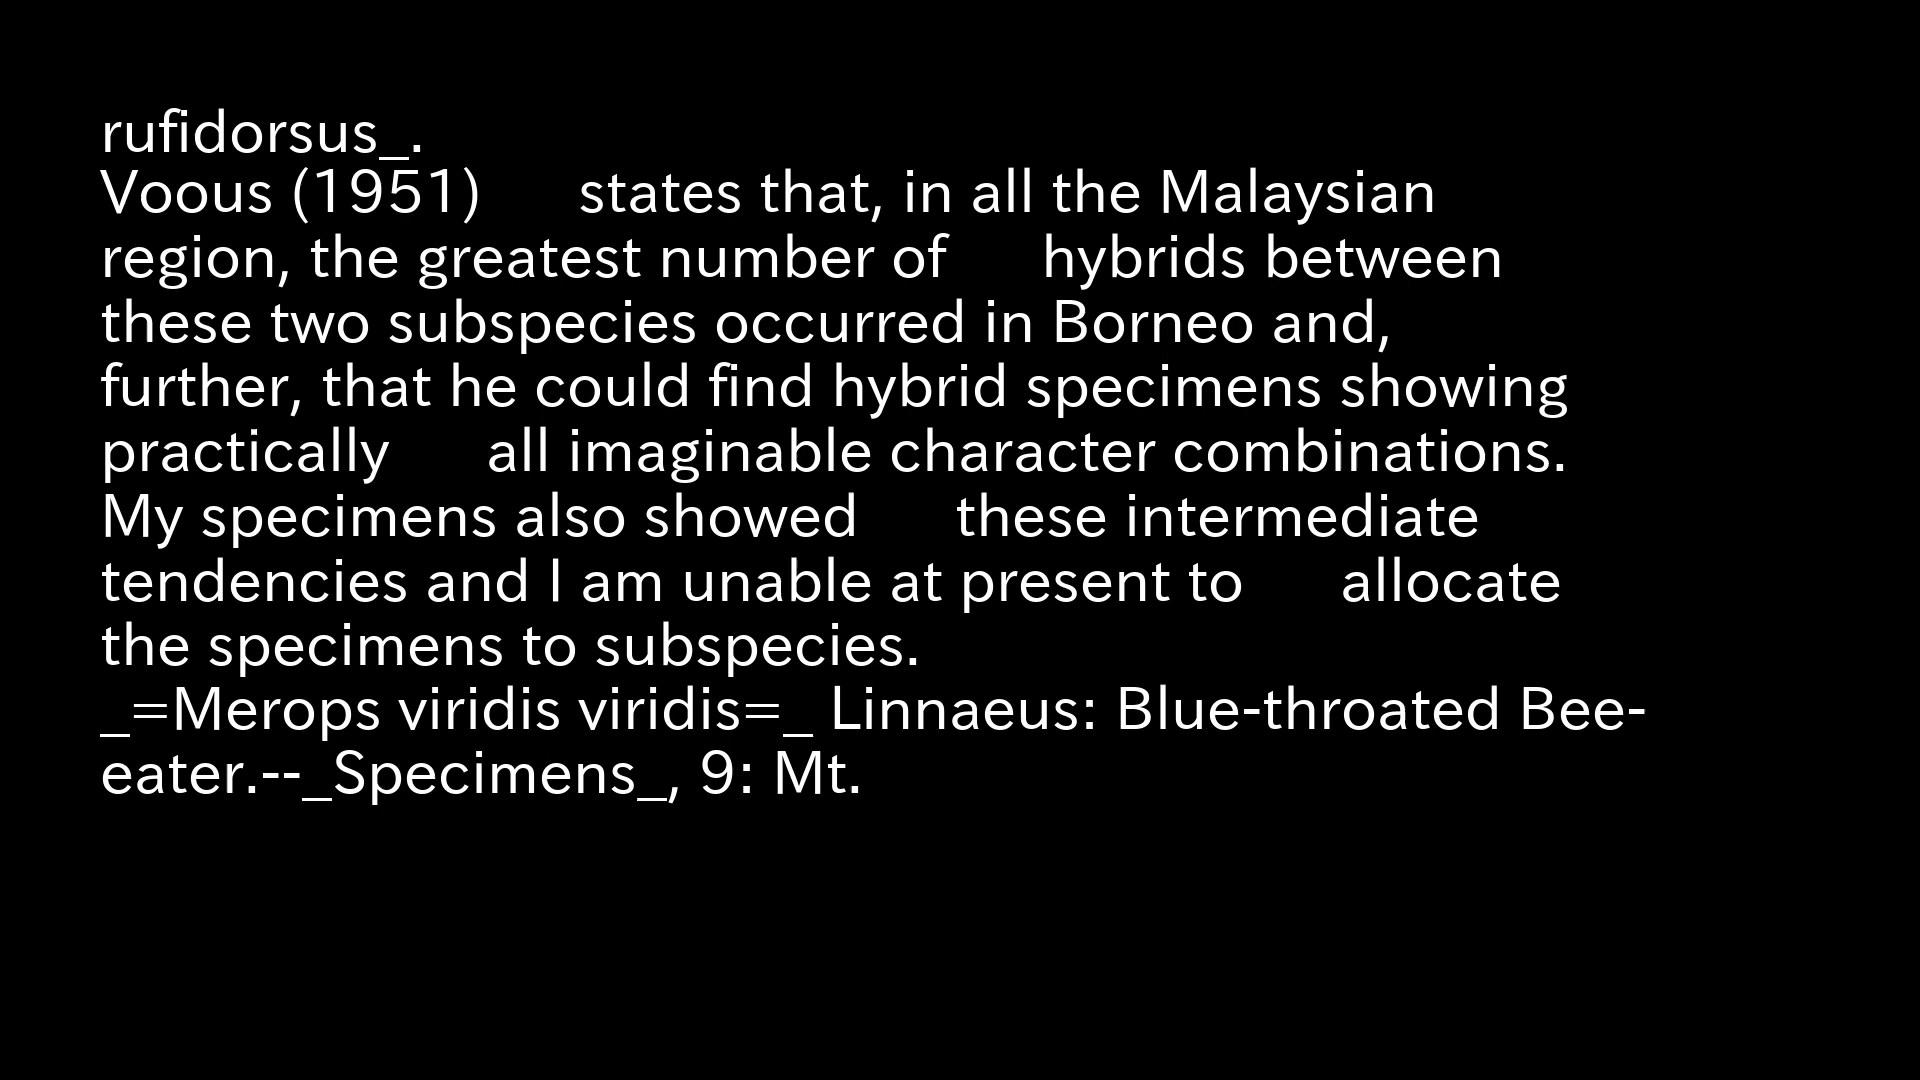 rufidorsus_.
Voous (1951)      states that, in all the Malaysian
region, the greatest number of      hybrids between
these two subspecies occurred in Borneo and,
further, that he could find hybrid specimens showing
practically      all imaginable character combinations.
My specimens also showed      these intermediate
tendencies and I am unable at present to      allocate
the specimens to subspecies.
_=Merops viridis viridis=_ Linnaeus: Blue-throated Bee-
eater.--_Specimens_, 9: Mt.